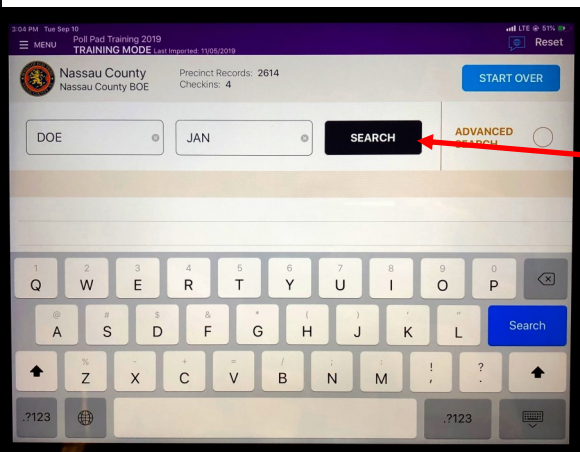 3:04 PM Tue Sep 10
LTE 51%
MENU
Poll Pad Training 2019
TRAINING MODE Last Imported: 11/05/2019
Reset
Nassau County
Nassau County BOE
Precinct Records: 2614
Checkins: 4
START OVER
DOE
JAN
SEARCH
ADVANCED
SEARCH
1 2 3 4 5 6 7 8 9 0
Q W E R T Y U I O P
@ # $ & * ( ) ' "
A S D F G H J K L
Search
% - + = / ; : ! ?
Z X C V B N M , .
.?123
.?123